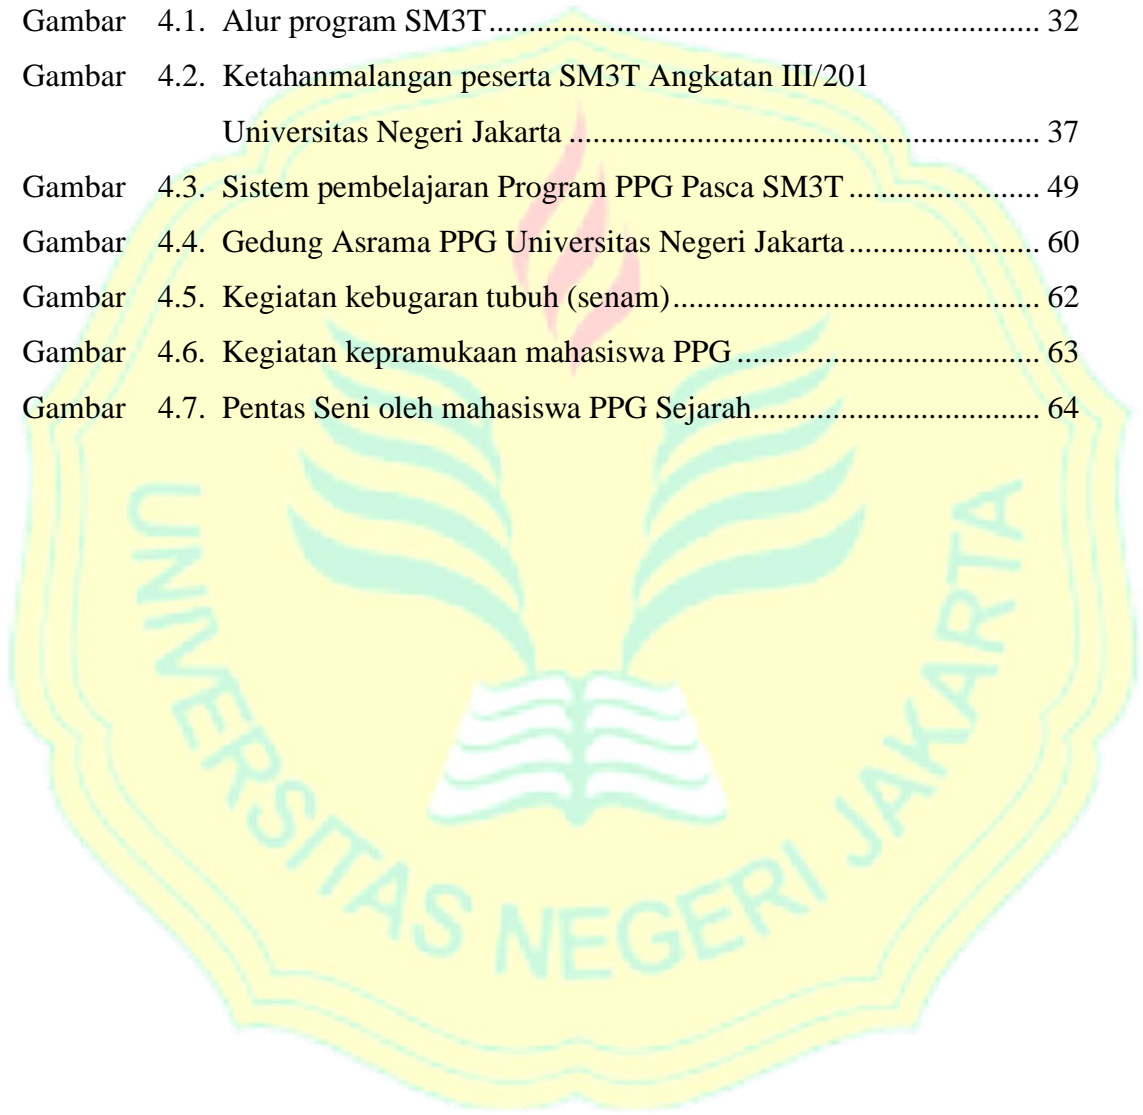 Gambar 4.1. Alur program SM3T ........................................................................ 32
Gambar 4.2. Ketahanmalangan peserta SM3T Angkatan III/201
Universitas Negeri Jakarta ............................................................. 37
Gambar 4.3. Sistem pembelajaran Program PPG Pasca SM3T ......................... 49
Gambar 4.4. Gedung Asrama PPG Universitas Negeri Jakarta ......................... 60
Gambar 4.5. Kegiatan kebugaran tubuh (senam) ............................................... 62
Gambar 4.6. Kegiatan kepramukaan mahasiswa PPG ....................................... 63
Gambar 4.7. Pentas Seni oleh mahasiswa PPG Sejarah..................................... 64
UNIVERSITAS NEGERI JAKARTA